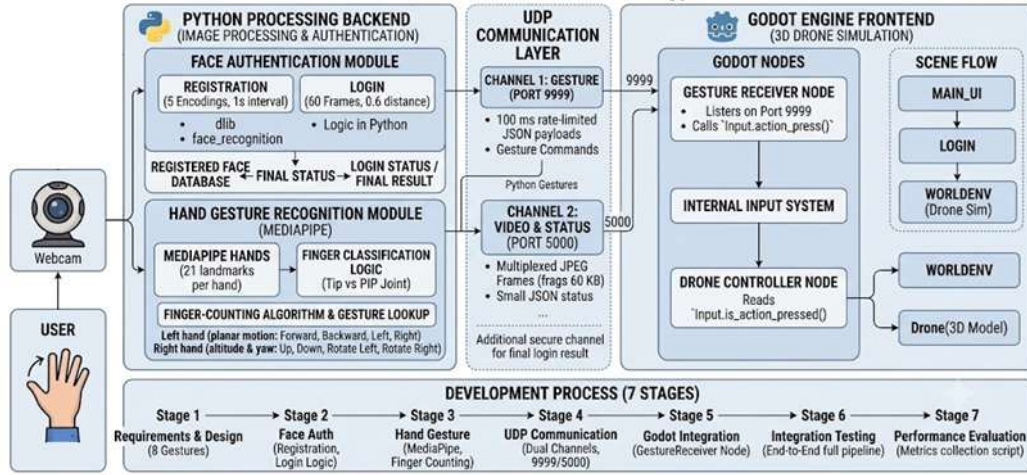 PYTHON PROCESSING BACKEND
(IMAGE PROCESSING & AUTHENTICATION)
FACE AUTHENTICATION MODULE
REGISTRATION
(5 Encodings, 1s interval)
• dlib
• face_recognition
LOGIN
(60 Frames, 0.6 distance)
• Logic in Python
REGISTERED FACE
DATABASE
FINAL STATUS
LOGIN STATUS /
FINAL RESULT
HAND GESTURE RECOGNITION MODULE
(MEDIAPIPE)
MEDIAPIPE HANDS
(21 landmarks
per hand)
FINGER CLASSIFICATION
LOGIC
(Tip vs PIP Joint)
FINGER-COUNTING ALGORITHM & GESTURE LOOKUP
Left hand (planar motion: Forward, Backward, Left, Right)
Right hand (altitude & yaw: Up, Down, Rotate Left, Rotate Right)
Webcam
USER
UDP
COMMUNICATION
LAYER
CHANNEL 1: GESTURE
(PORT 9999)
• 100 ms rate-limited
JSON payloads
• Gesture Commands
Python Gestures
CHANNEL 2:
VIDEO & STATUS
(PORT 5000)
• Multiplexed JPEG
Frames (frags 60 KB)
• Small JSON status
...
Additional secure channel
for final login result
9999
5000
GODOT ENGINE FRONTEND
(3D DRONE SIMULATION)
GODOT NODES
GESTURE RECEIVER NODE
• Listers on Port 9999
• Calls `Input.action_press()`
INTERNAL INPUT SYSTEM
DRONE CONTROLLER NODE
Reads
`Input.is_action_pressed()
SCENE FLOW
MAIN_UI
LOGIN
WORLDENV
(Drone Sim)
WORLDENV
Drone(3D Model)
DEVELOPMENT PROCESS (7 STAGES)
Stage 1
Requirements & Design
(8 Gestures)
Stage 2
Face Auth
(Registration,
Login Logic)
Stage 3
Hand Gesture
(MediaPipe,
Finger Counting)
Stage 4
UDP Communication
(Dual Channels,
9999/5000)
Stage 5
Godot Integration
(GestureReceiver Node)
Stage 6
Integration Testing
(End-to-End full pipeline)
Stage 7
Performance Evaluation
(Metrics collection script)